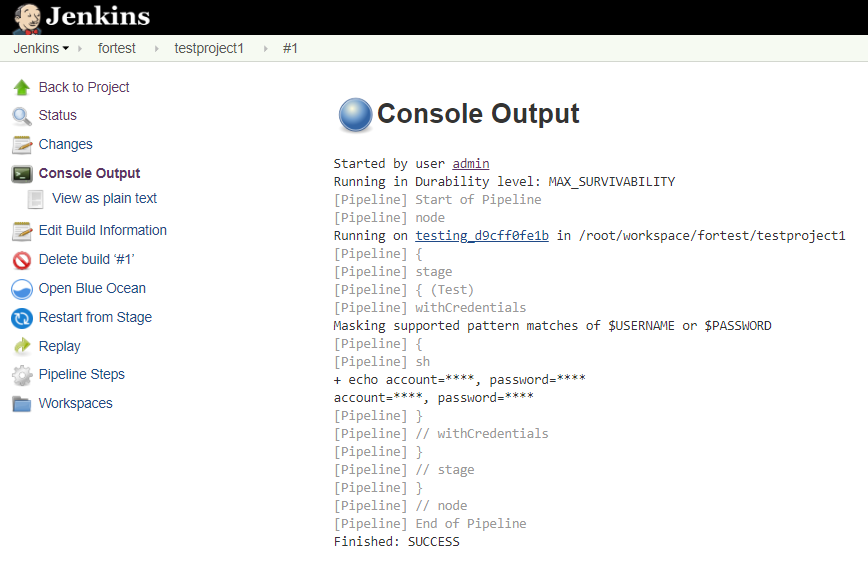 Jenkins
Jenkins fortest testproject1 #1
Back to Project
Status
Changes
Console Output
View as plain text
Edit Build Information
Delete build ‘#1’
Open Blue Ocean
Restart from Stage
Replay
Pipeline Steps
Workspaces
Console Output
Started by user admin
Running in Durability level: MAX_SURVIVABILITY
[Pipeline] Start of Pipeline
[Pipeline] node
Running on testing_d9cff0fe1b in /root/workspace/fortest/testproject1
[Pipeline] {
[Pipeline] stage
[Pipeline] { (Test)
[Pipeline] withCredentials
Masking supported pattern matches of $USERNAME or $PASSWORD
[Pipeline] {
[Pipeline] sh
+ echo account=****, password=****
account=****, password=****
[Pipeline] }
[Pipeline] // withCredentials
[Pipeline] }
[Pipeline] // stage
[Pipeline] }
[Pipeline] // node
[Pipeline] End of Pipeline
Finished: SUCCESS